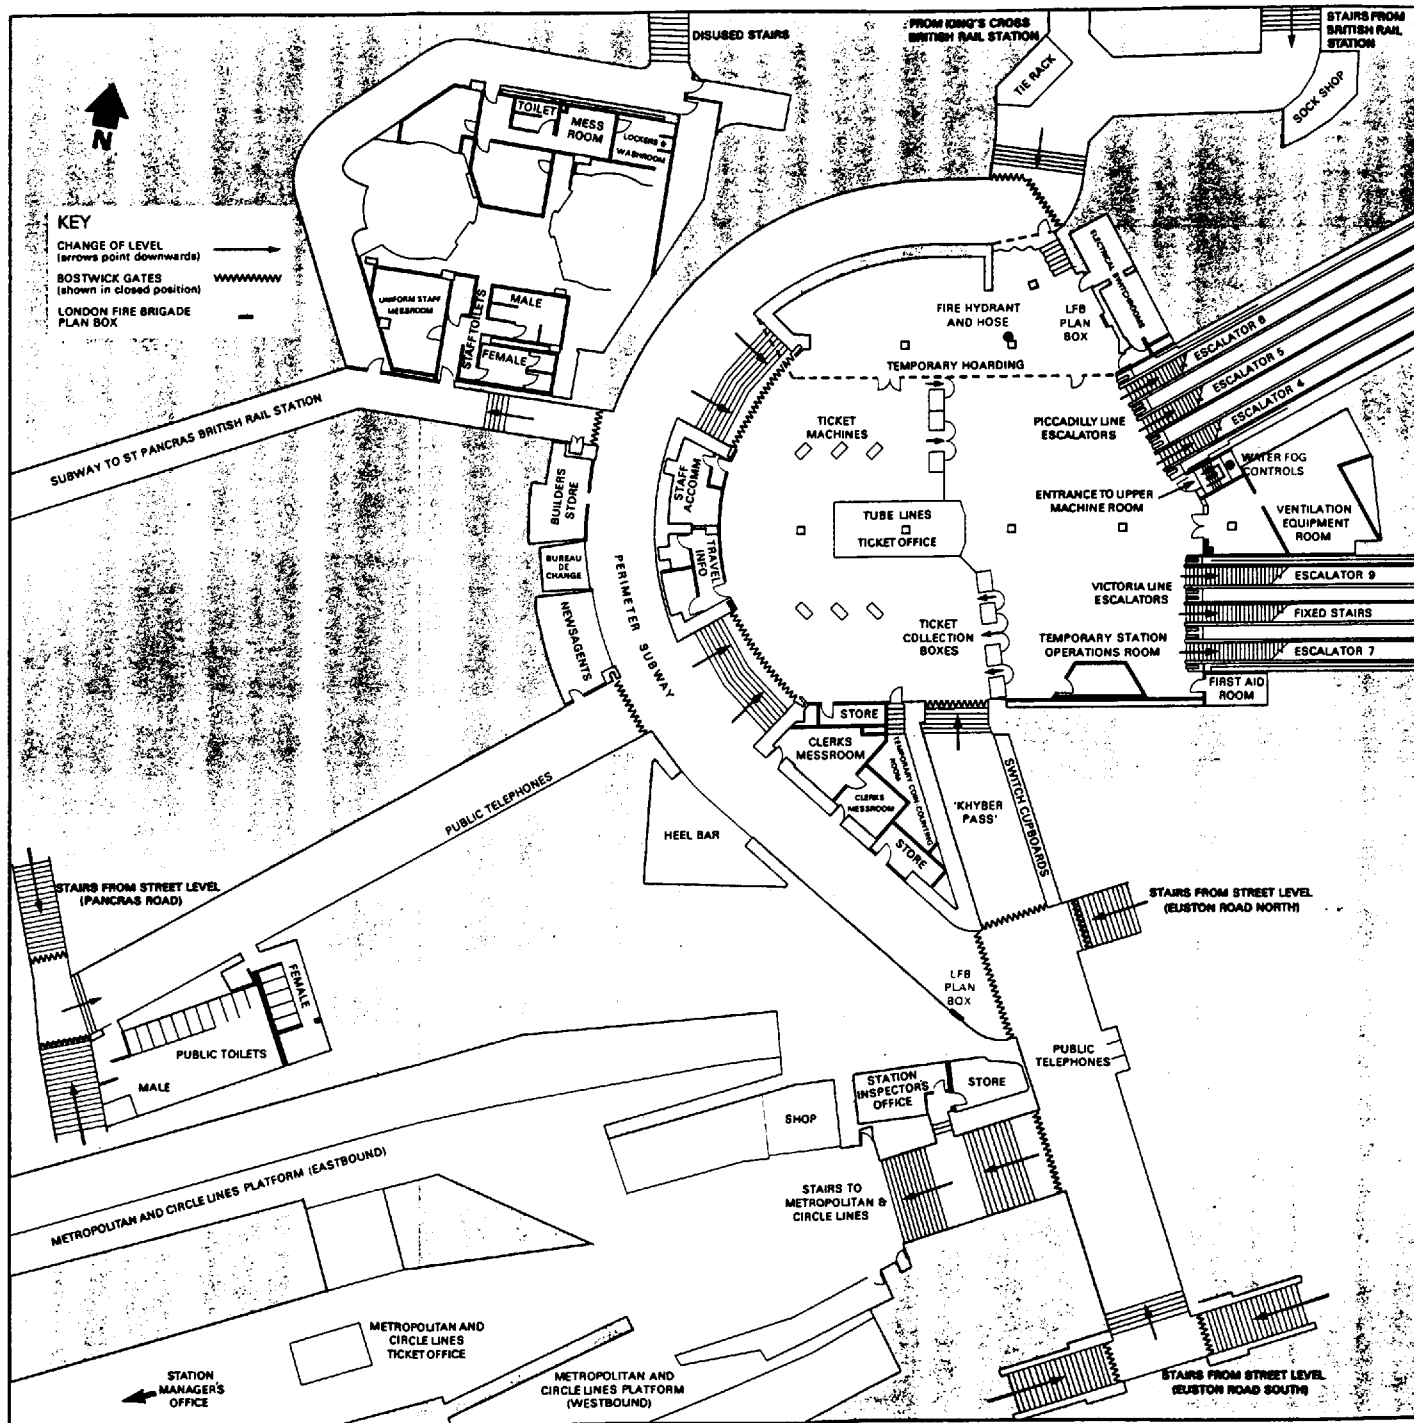 DISUSED STAIRS
FROM KING'S CROSS
BRITISH RAIL STATION
STAIRS FROM
BRITISH RAIL
STATION
TIE RACK
SOCK SHOP
N
TOILET
MESS
ROOM
LOCKERS &
WASHROOM
KEY
CHANGE OF LEVEL
(arrows point downwards)
BOSTWICK GATES
(shown in closed position)
LONDON FIRE BRIGADE
PLAN BOX
UNIFORM STAFF
MESSROOM
STAFF TOILETS
MALE
FEMALE
ELECTRICAL SWITCHROOMS
FIRE HYDRANT
AND HOSE
LFB
PLAN
BOX
ESCALATOR 6
ESCALATOR 5
ESCALATOR 4
TEMPORARY HOARDING
SUBWAY TO ST PANCRAS BRITISH RAIL STATION
TICKET
MACHINES
PICCADILLY LINE
ESCALATORS
WATER FOG
CONTROLS
STAFF
ACCOMM
BUILDERS
STORE
ENTRANCE TO UPPER
MACHINE ROOM
TUBE LINES
TICKET OFFICE
VENTILATION
EQUIPMENT
ROOM
BUREAU
DE
CHANGE
TRAVEL
INFO
PERIMETER SUBWAY
NEWSAGENTS
VICTORIA LINE
ESCALATORS
ESCALATOR 9
FIXED STAIRS
ESCALATOR 7
TICKET
COLLECTION
BOXES
TEMPORARY STATION
OPERATIONS ROOM
FIRST AID
ROOM
STORE
CLERKS
MESSROOM
TEMPORARY COIN COUNTING
ROOM
CLERKS
MESSROOM
STORE
'KHYBER
PASS'
SWITCH CUPBOARDS
PUBLIC TELEPHONES
HEEL BAR
STAIRS FROM STREET LEVEL
(PANCRAS ROAD)
STAIRS FROM STREET LEVEL
(EUSTON ROAD NORTH)
FEMALE
PUBLIC TOILETS
MALE
LFB
PLAN
BOX
PUBLIC
TELEPHONES
STATION
INSPECTOR'S
OFFICE
STORE
SHOP
METROPOLITAN AND CIRCLE LINES PLATFORM (EASTBOUND)
STAIRS TO
METROPOLITAN &
CIRCLE LINES
METROPOLITAN AND
CIRCLE LINES
TICKET OFFICE
STATION
MANAGER'S
OFFICE
METROPOLITAN AND
CIRCLE LINES PLATFORM
(WESTBOUND)
STAIRS FROM STREET LEVEL
(EUSTON ROAD SOUTH)